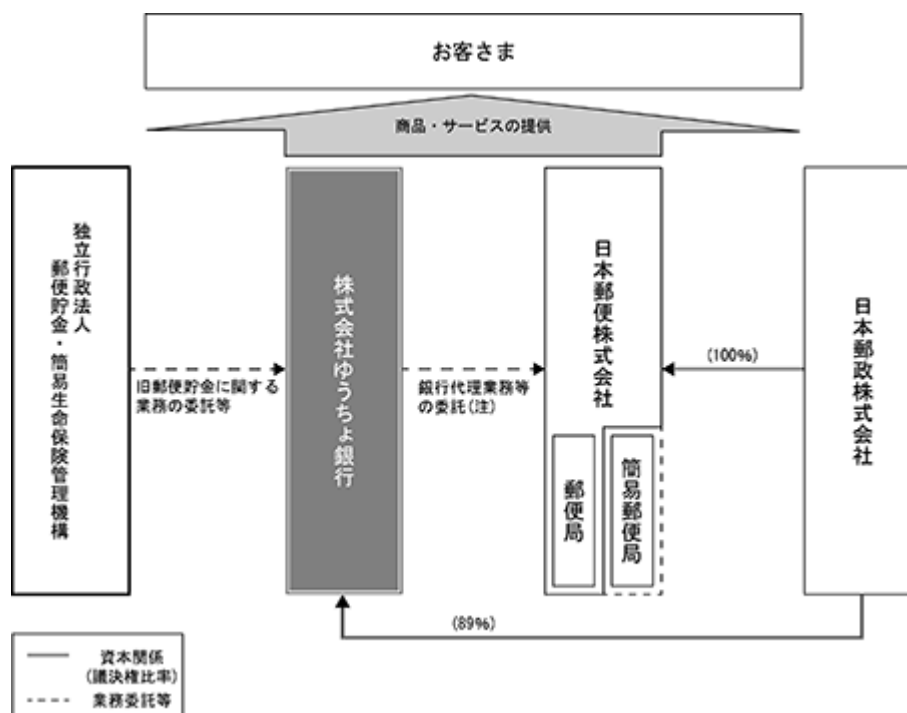 お客さま
商品・サービスの提供
独立行政法人
郵便貯金・簡易生命保険管理機構
旧郵便貯金に関する
業務の委託等
株式会社ゆうちょ銀行
銀行代理業務等
の委託(注)
日本郵便株式会社
郵便局
簡易郵便局
(100%)
日本郵政株式会社
(89%)
資本関係
(議決権比率)
業務委託等